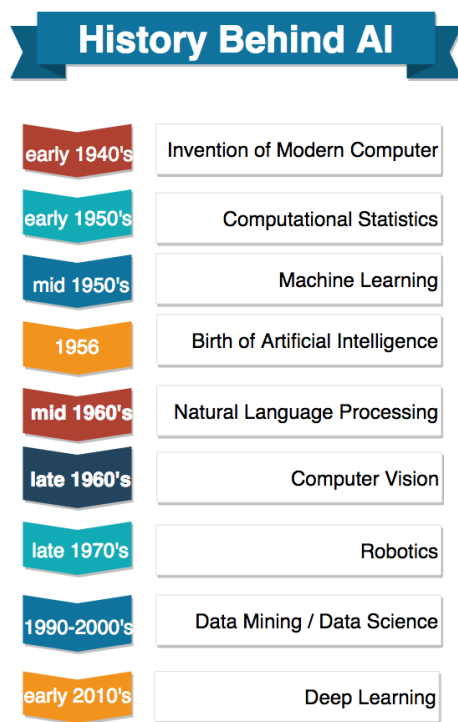 History Behind AI
early 1940's Invention of Modern Computer
early 1950's Computational Statistics
mid 1950's Machine Learning
1956 Birth of Artificial Intelligence
mid 1960's Natural Language Processing
late 1960's Computer Vision
late 1970's Robotics
1990-2000's Data Mining / Data Science
early 2010's Deep Learning